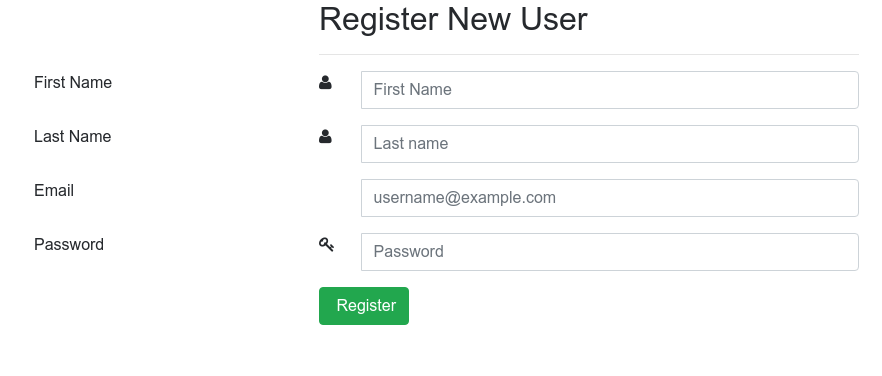 Register New User
First Name First Name
Last Name Last name
Email username@example.com
Password Password
Register